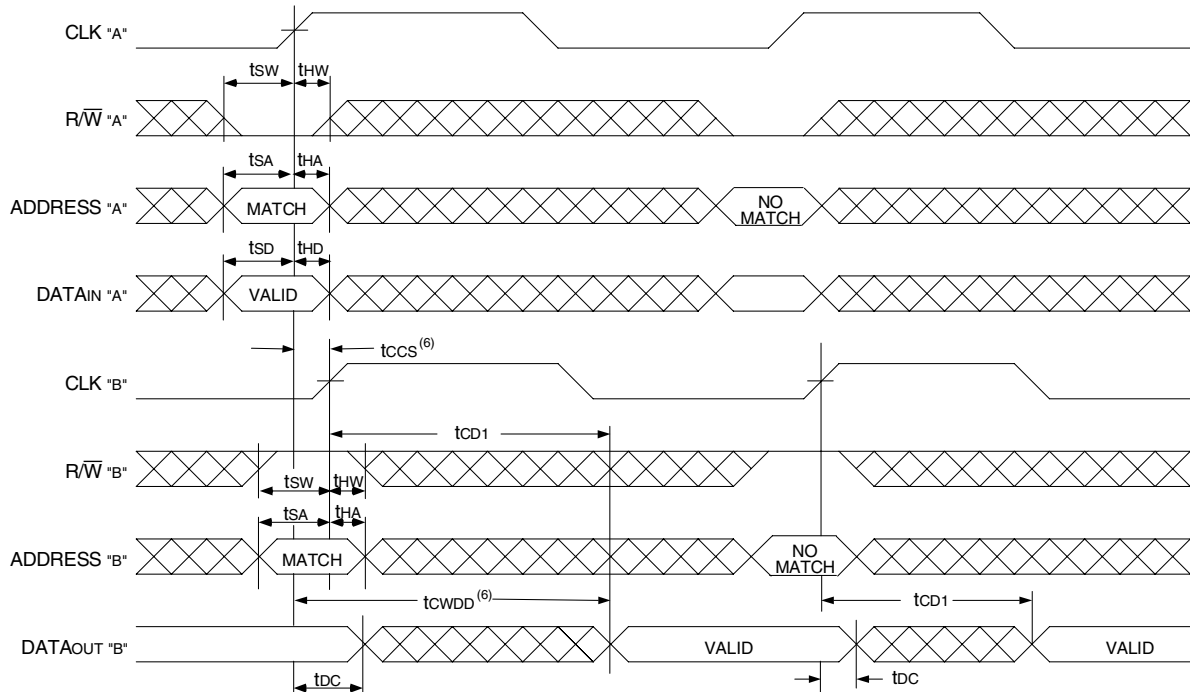 CLK "A"
tSW tHW
R/W̅ "A"
tSA tHA
ADDRESS "A" MATCH NO MATCH
tSD tHD
DATAIN "A" VALID
tCCS(6)
CLK "B"
tCD1
R/W̅ "B"
tSW tHW
tSA tHA
ADDRESS "B" MATCH NO MATCH
tCWDD(6) tCD1
DATAOUT "B" VALID VALID
tDC tDC